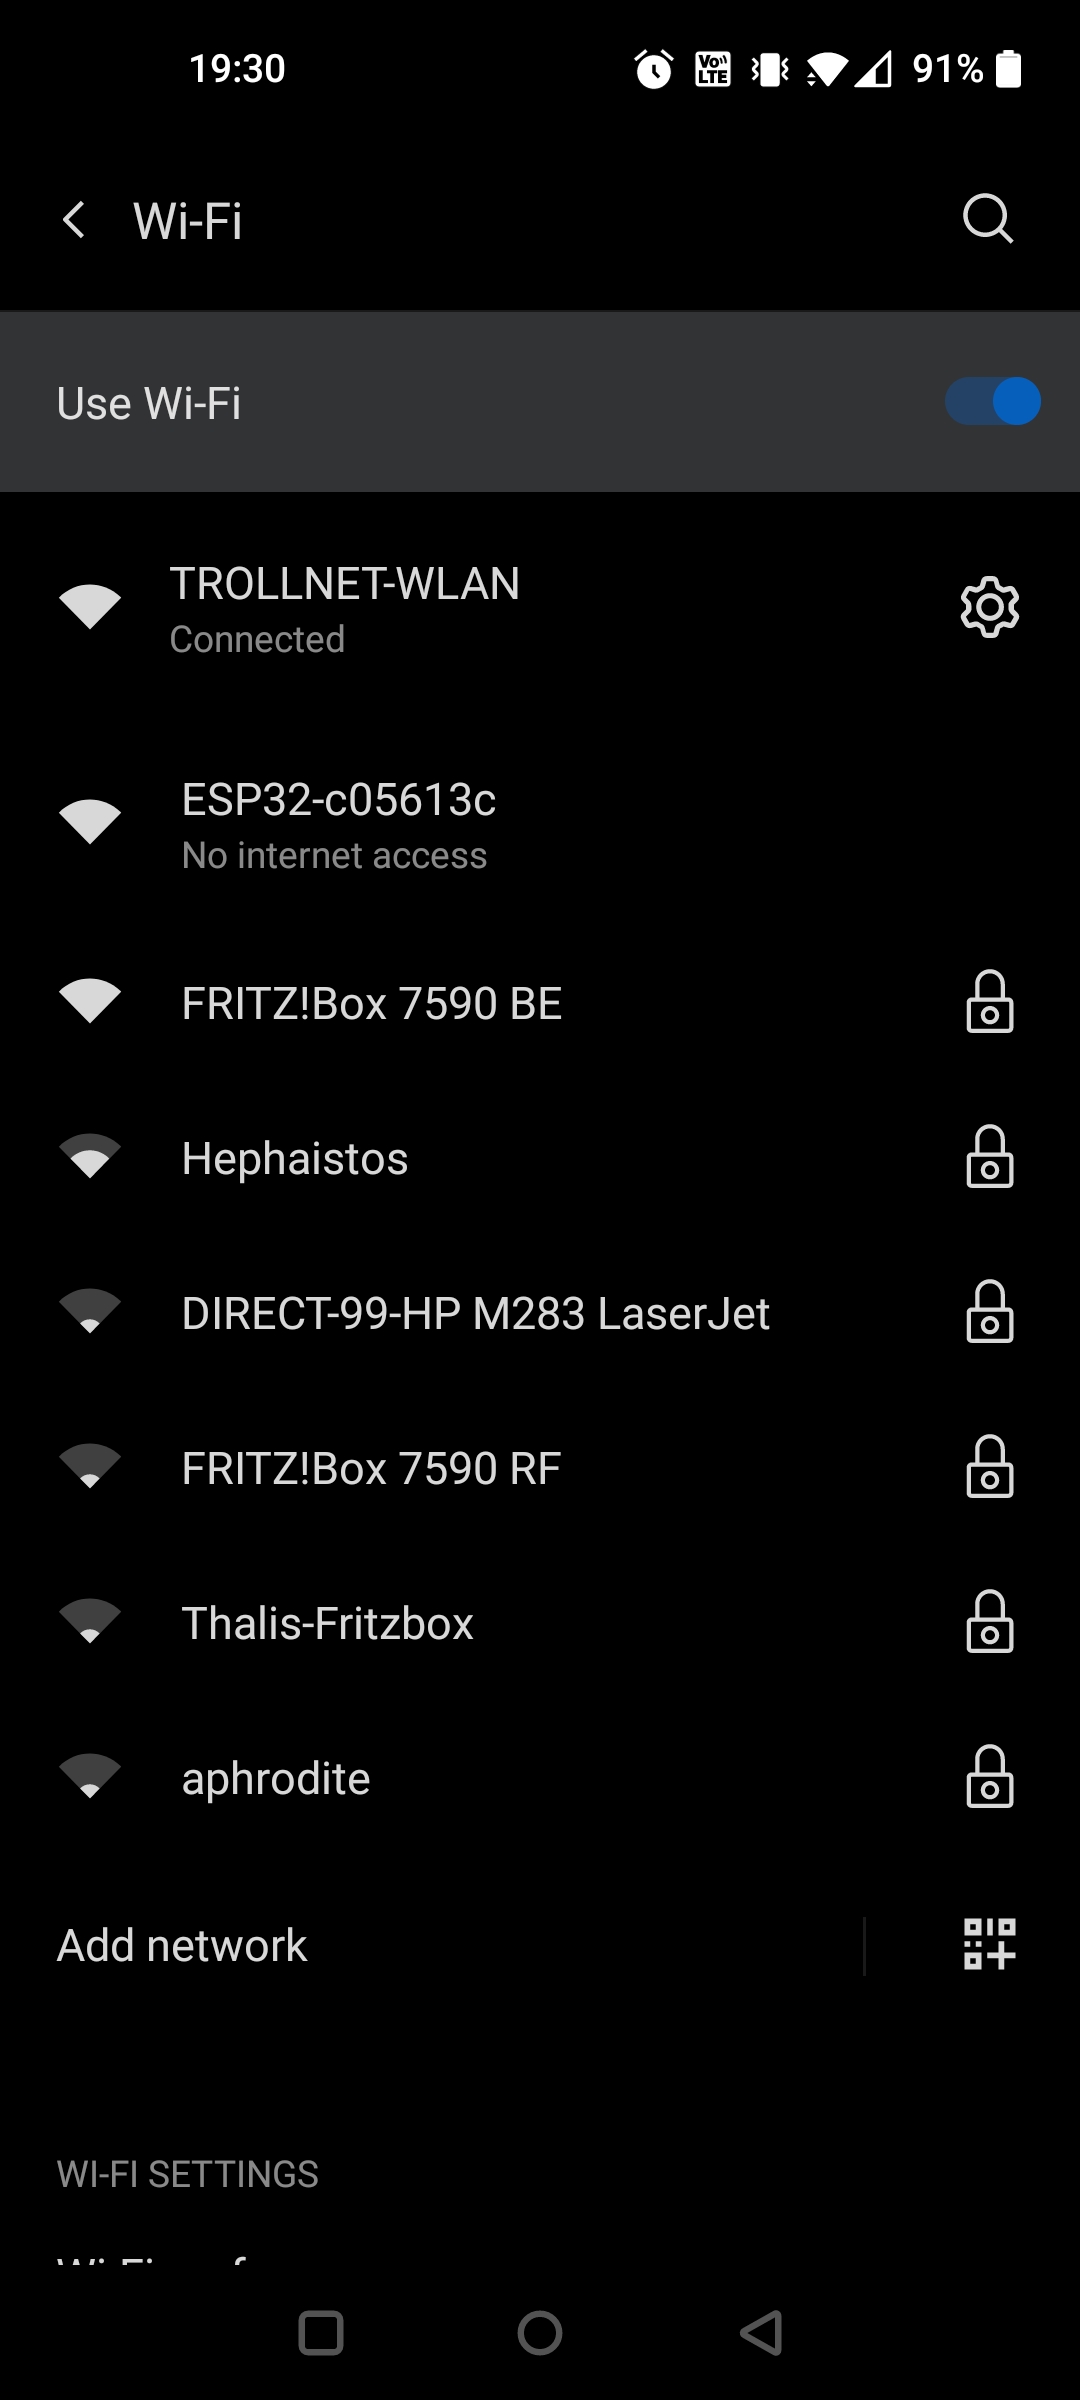 19:30
Vo LTE
91%
Wi-Fi
Use Wi-Fi
TROLLNET-WLAN
Connected
ESP32-c05613c
No internet access
FRITZ!Box 7590 BE
Hephaistos
DIRECT-99-HP M283 LaserJet
FRITZ!Box 7590 RF
Thalis-Fritzbox
aphrodite
Add network
WI-FI SETTINGS